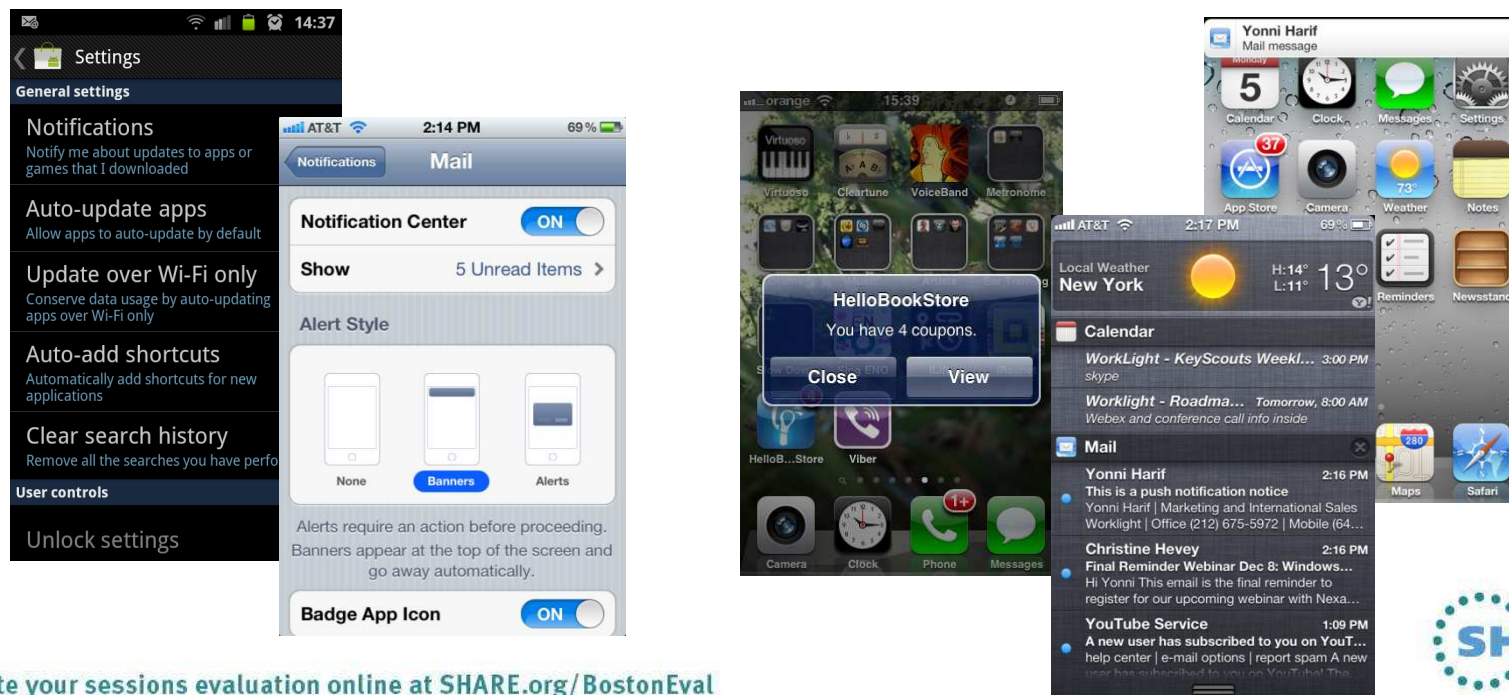 14:37
Settings
General settings
Notifications
Notify me about updates to apps or
games that I downloaded
Auto-update apps
Allow apps to auto-update by default
Update over Wi-Fi only
Conserve data usage by auto-updating
apps over Wi-Fi only
Auto-add shortcuts
Automatically add shortcuts for new
applications
Clear search history
Remove all the searches you have perfo
User controls
Unlock settings
AT&T 2:14 PM 69%
Notifications Mail
Notification Center ON
Show 5 Unread Items
Alert Style
None Banners Alerts
Alerts require an action before proceeding.
Banners appear at the top of the screen and
go away automatically.
Badge App Icon ON
orange 15:39
Virtuoso
Virtuoso Cleartune VoiceBand Metronome
HelloBookStore
You have 4 coupons.
Close View
HelloB...Store Viber
1+
Camera Clock Phone Messages
Yonni Harif
Mail message
Monday
5
Calendar Clock Messages Settings
37
73°
App Store Camera Weather Notes
Reminders Newsstand
280
Maps Safari
AT&T 2:17 PM 69%
Local Weather
New York
H:14° L:11° 13°
Y!
Calendar
WorkLight - KeyScouts Weekl... 3:00 PM
skype
Worklight - Roadma... Tomorrow, 8:00 AM
Webex and conference call info inside
Mail
Yonni Harif 2:16 PM
This is a push notification notice
Yonni Harif | Marketing and International Sales
Worklight | Office (212) 675-5972 | Mobile (64...
Christine Hevey 2:16 PM
Final Reminder Webinar Dec 8: Windows...
Hi Yonni This email is the final reminder to
register for our upcoming webinar with Nexa...
YouTube Service 1:09 PM
A new user has subscribed to you on YouT...
help center | e-mail options | report spam A new
user has subscribed to you on YouTube! The
te your sessions evaluation online at SHARE.org/BostonEval
SH